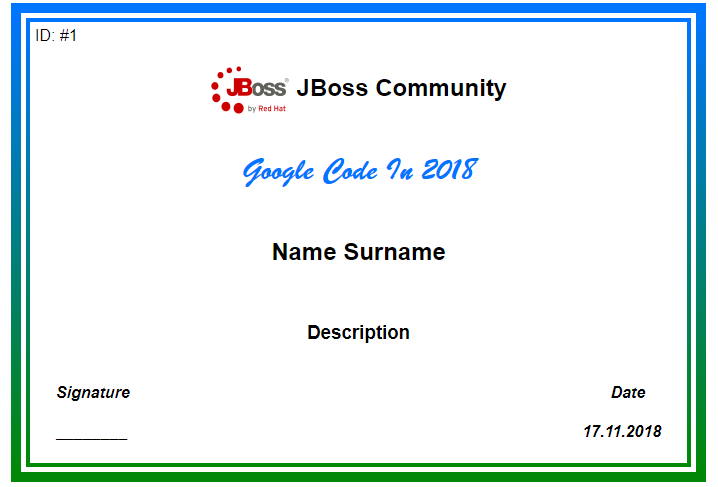 ID: #1
JBoss by Red Hat JBoss Community
Google Code In 2018
Name Surname
Description
Signature Date
________ 17.11.2018